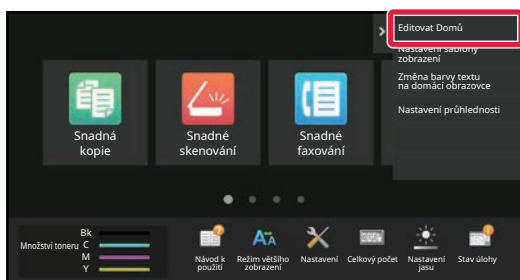 Editovat Domů
Nastavení šablony
zobrazení
Změna barvy textu
na domácí obrazovce
Nastavení průhlednosti
Snadná
kopie
Snadné
skenování
Snadné
faxování
Množství toneru
Bk
C
M
Y
Návod k
použití
Režim většího
zobrazení
Nastavení
Celkový počet
Nastavení
jasu
Stav úlohy